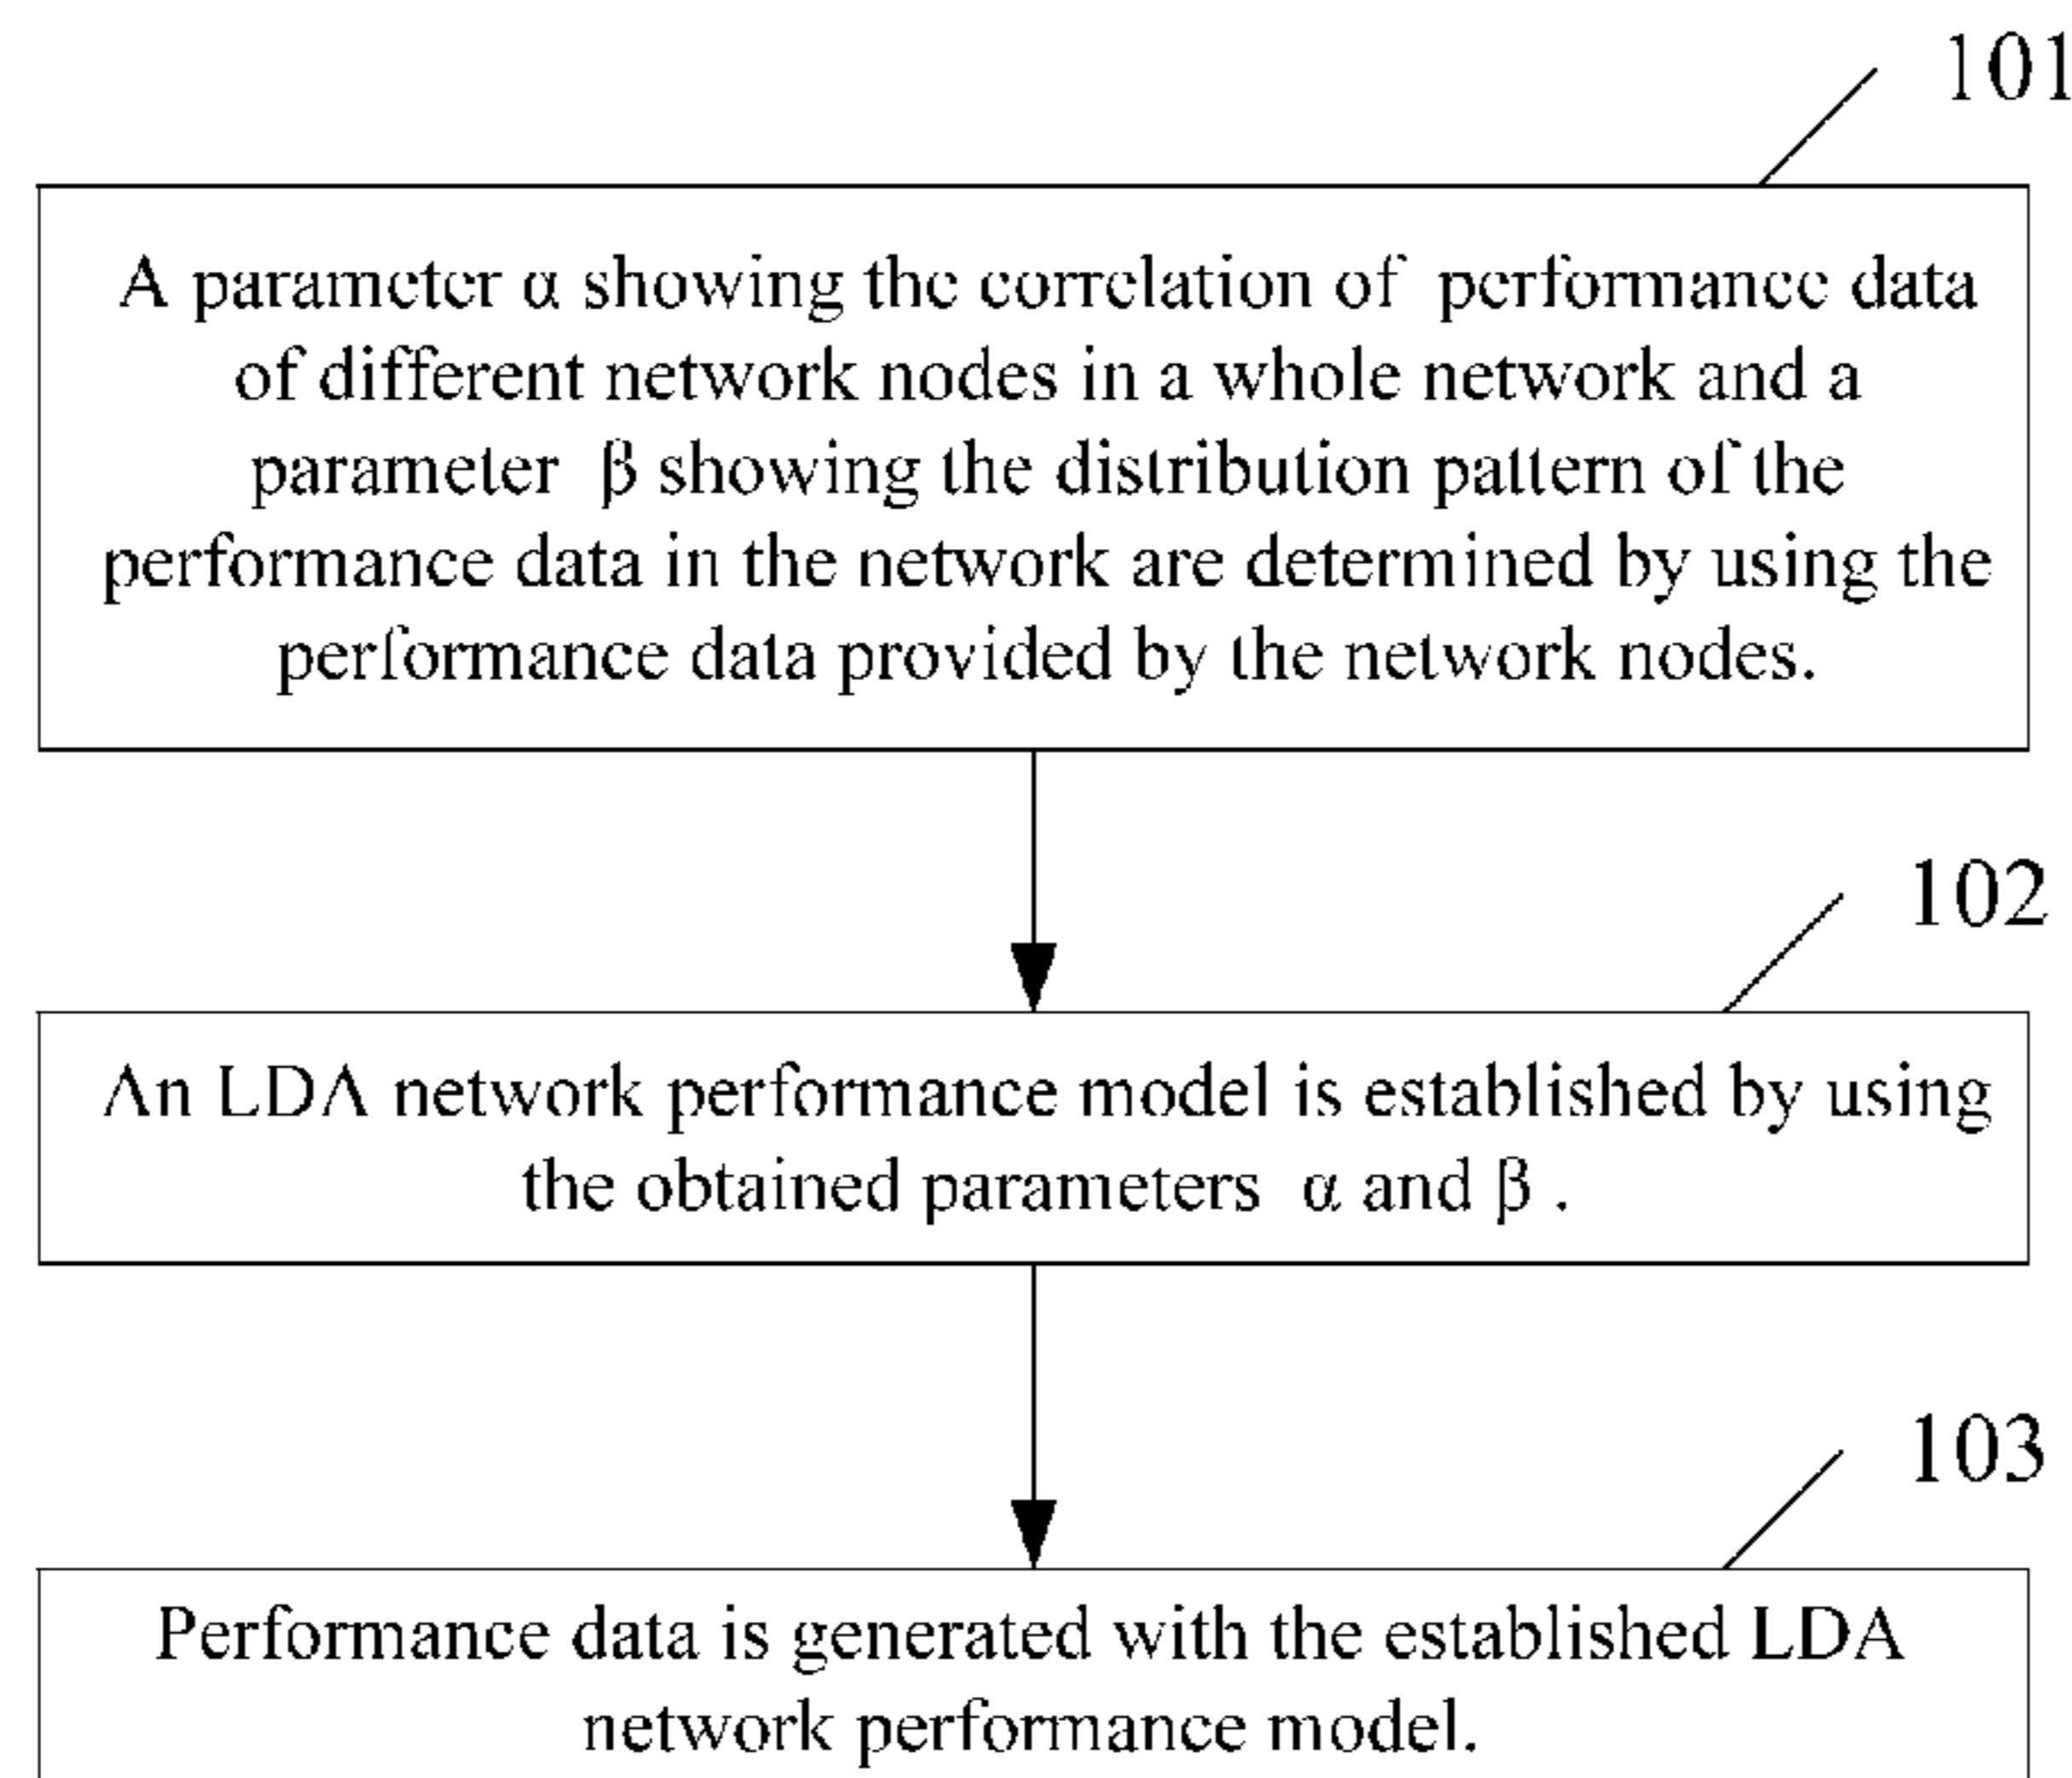 101
A parameter α showing the correlation of performance data
of different network nodes in a whole network and a
parameter β showing the distribution pattern of the
performance data in the network are determined by using the
performance data provided by the network nodes.
102
An LDA network performance model is established by using
the obtained parameters α and β .
103
Performance data is generated with the established LDA
network performance model.